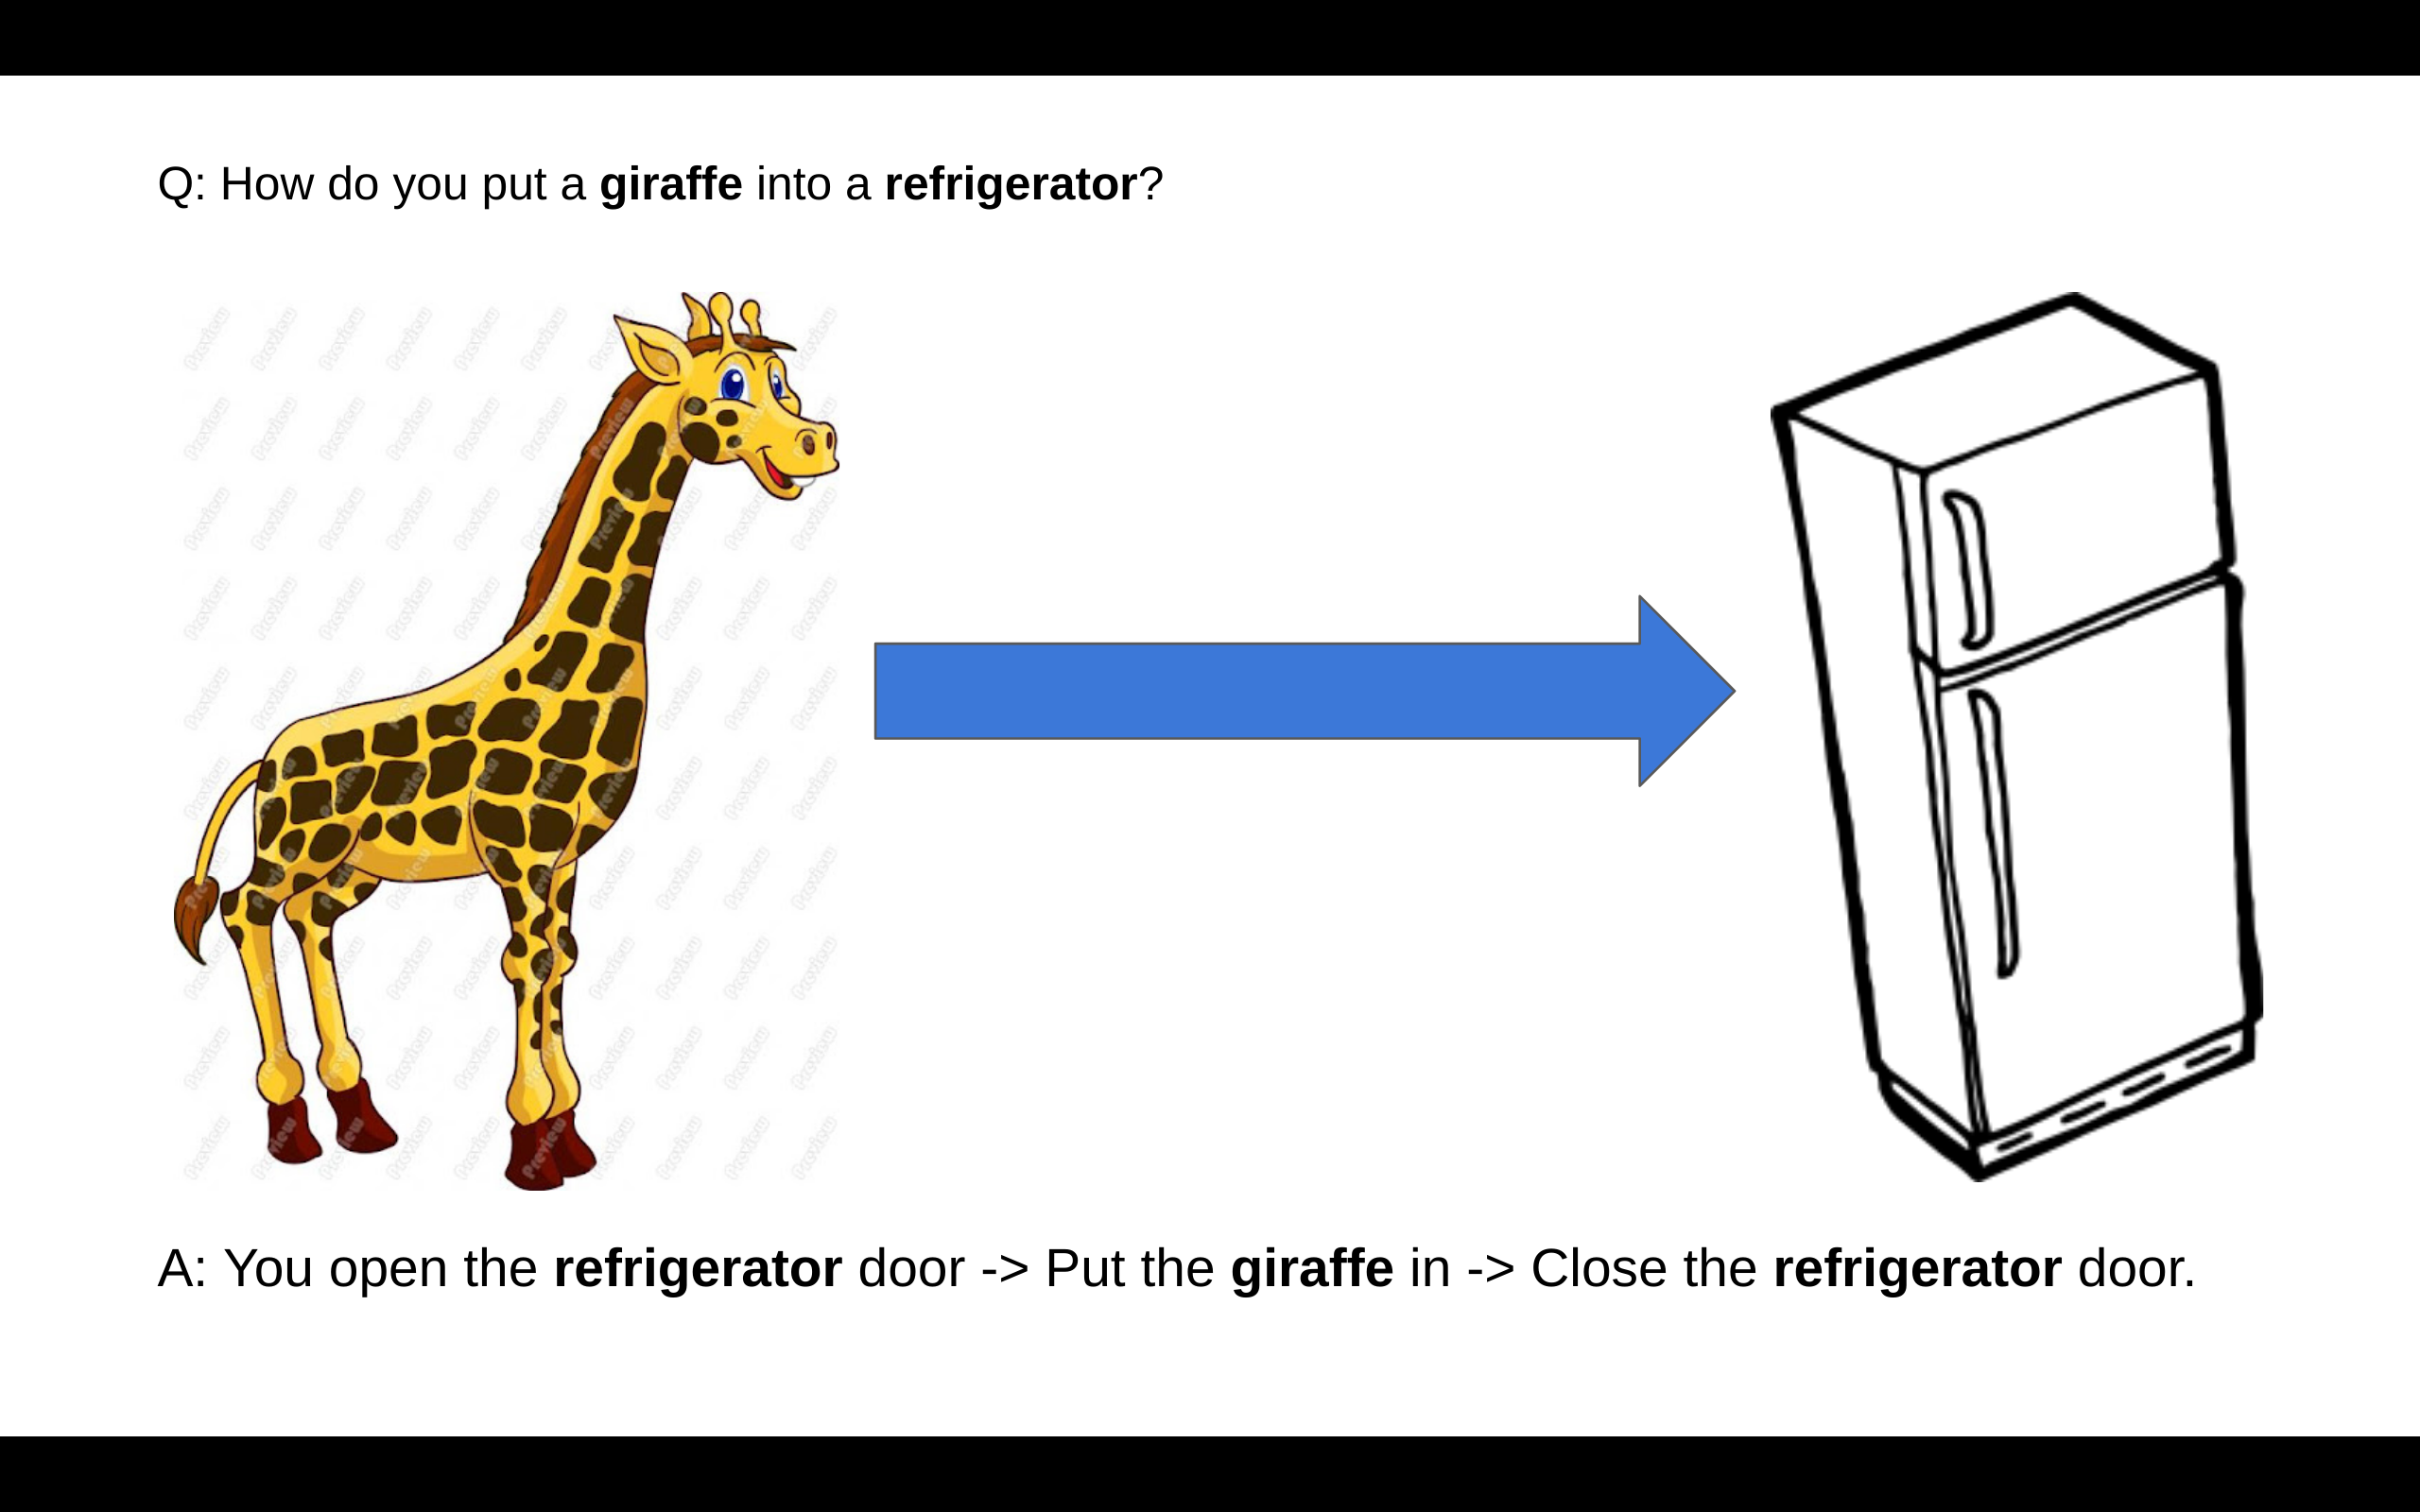 Q: How do you put a giraffe into a refrigerator?
Preview
A: You open the refrigerator door -> Put the giraffe in -> Close the refrigerator door.